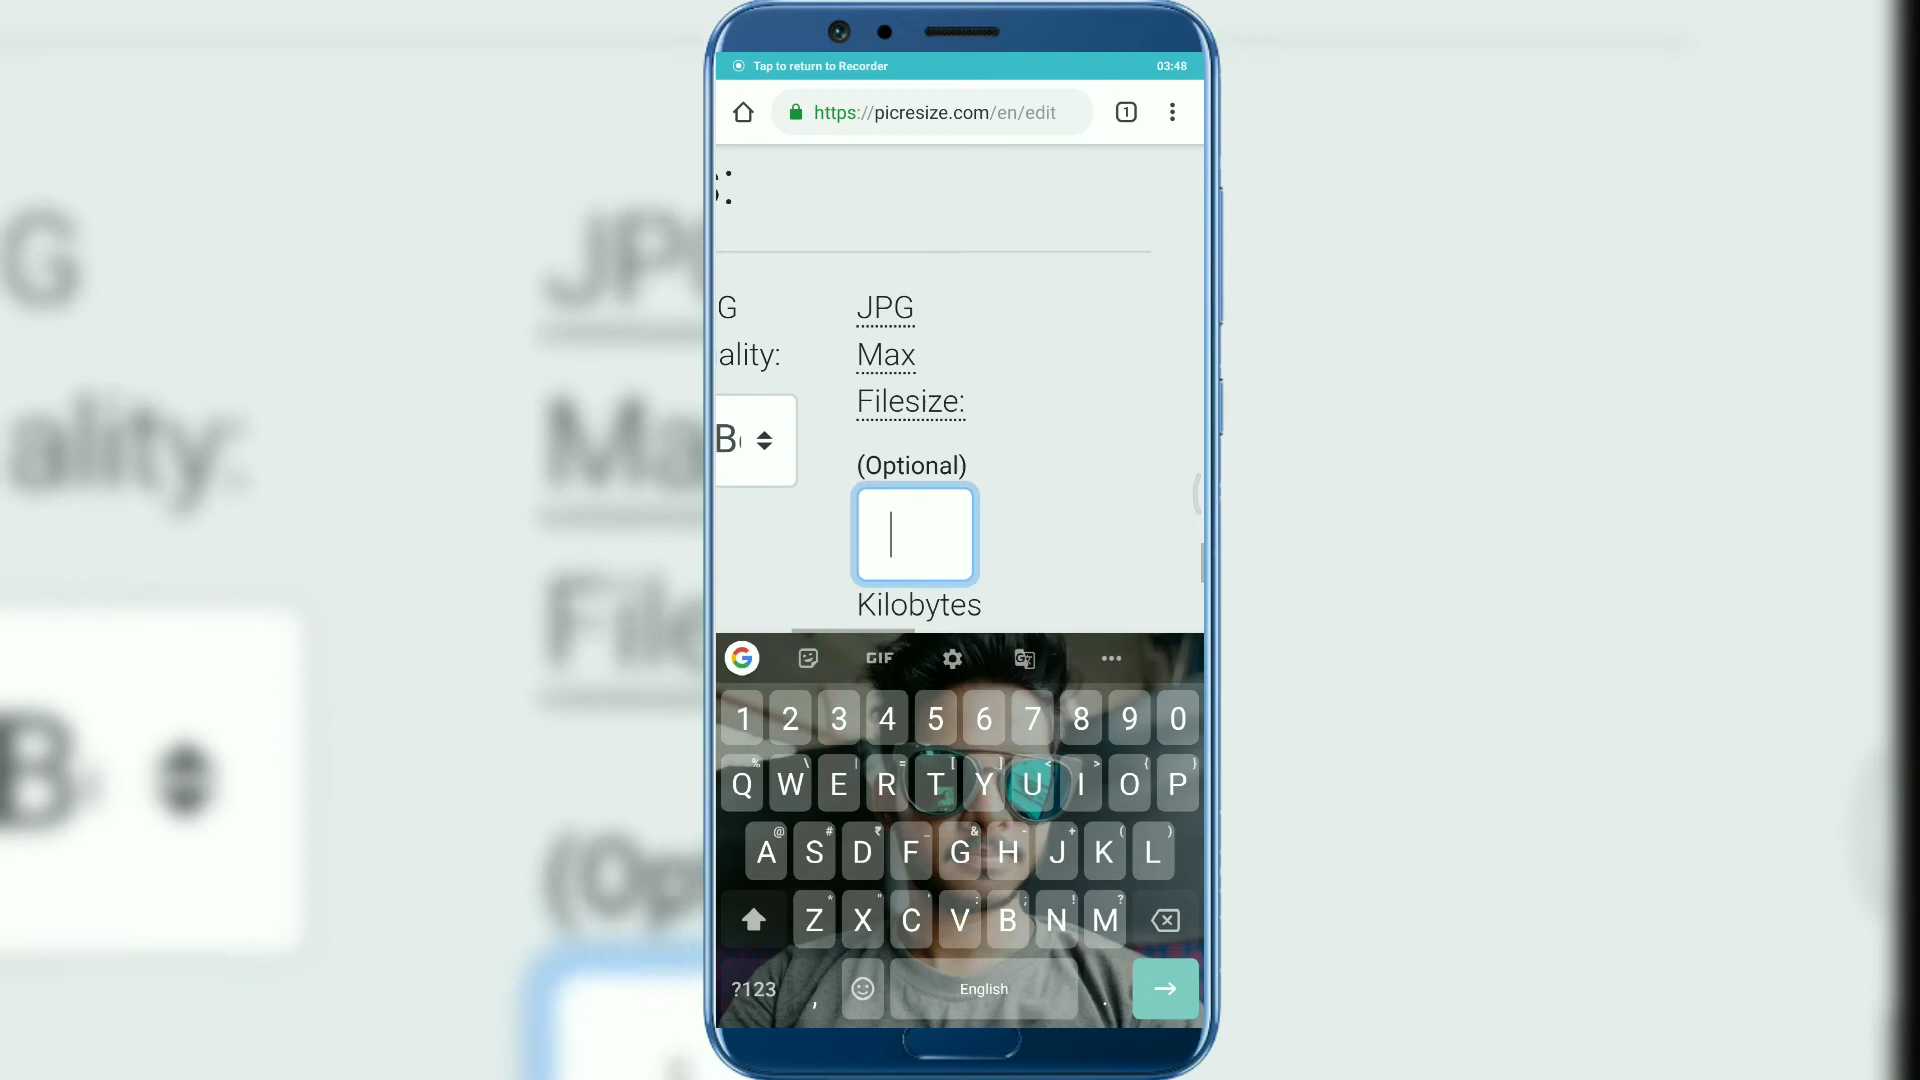 Tap to return to Recorder 03:48
https://picresize.com/en/edit 1
s:
G
ality:
JPG
Max
Filesize:
(Optional)
Kilobytes
G GIF G •••
1 2 3 4 5 6 7 8 9 0
% \ | = [ ] < > { }
Q W E R T Y U I O P
@ # ₹ _ & - + ( )
A S D F G H J K L
* " ' : ; ! ?
Z X C V B N M
?123 , English .